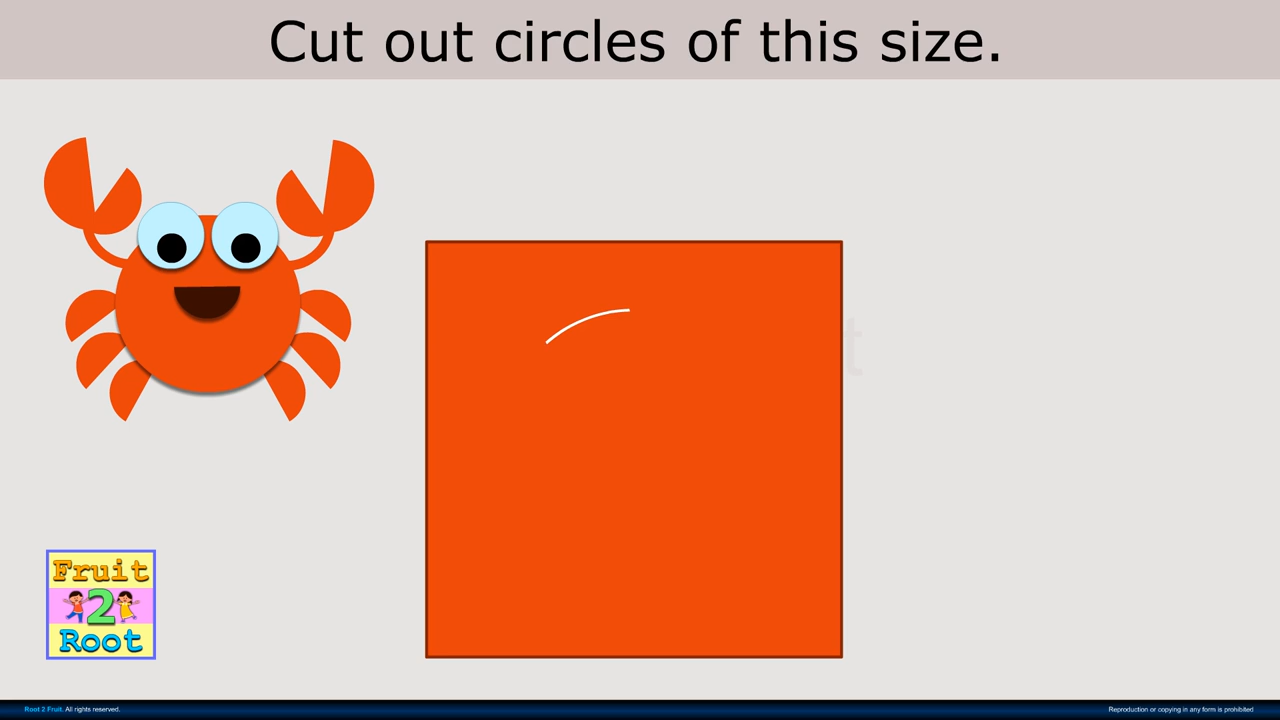 Cut out circles of this size.
Fruit
2
Root
Root 2 Fruit. All rights reserved.
Reproduction or copying in any form is prohibited